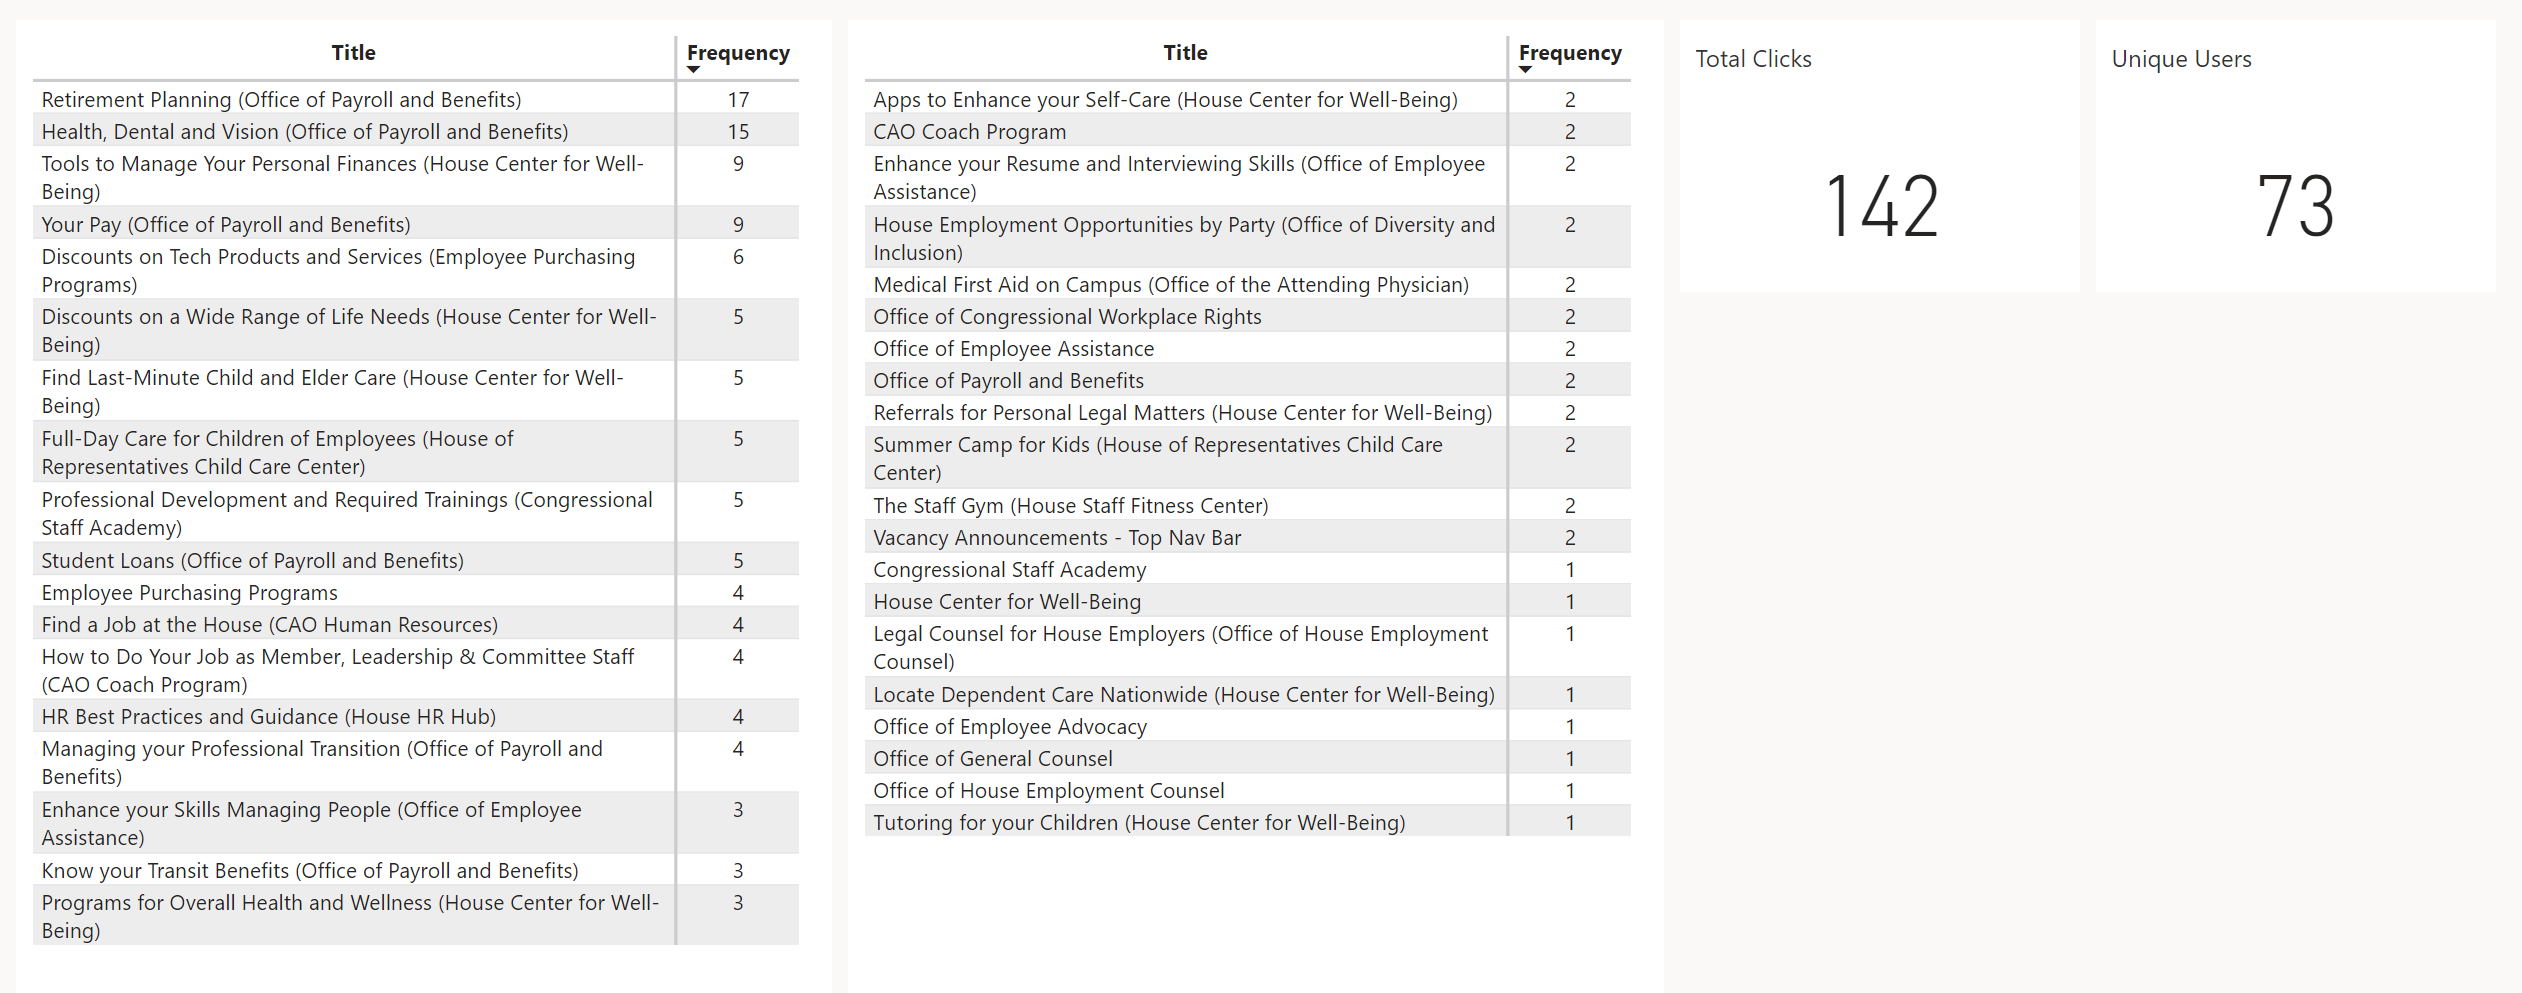 Title Frequency
Retirement Planning (Office of Payroll and Benefits) 17
Health, Dental and Vision (Office of Payroll and Benefits) 15
Tools to Manage Your Personal Finances (House Center for Well- 9
Being)
Your Pay (Office of Payroll and Benefits) 9
Discounts on Tech Products and Services (Employee Purchasing 6
Programs)
Discounts on a Wide Range of Life Needs (House Center for Well- 5
Being)
Find Last-Minute Child and Elder Care (House Center for Well- 5
Being)
Full-Day Care for Children of Employees (House of 5
Representatives Child Care Center)
Professional Development and Required Trainings (Congressional 5
Staff Academy)
Student Loans (Office of Payroll and Benefits) 5
Employee Purchasing Programs 4
Find a Job at the House (CAO Human Resources) 4
How to Do Your Job as Member, Leadership & Committee Staff 4
(CAO Coach Program)
HR Best Practices and Guidance (House HR Hub) 4
Managing your Professional Transition (Office of Payroll and 4
Benefits)
Enhance your Skills Managing People (Office of Employee 3
Assistance)
Know your Transit Benefits (Office of Payroll and Benefits) 3
Programs for Overall Health and Wellness (House Center for Well- 3
Being)
Title Frequency
Apps to Enhance your Self-Care (House Center for Well-Being) 2
CAO Coach Program 2
Enhance your Resume and Interviewing Skills (Office of Employee 2
Assistance)
House Employment Opportunities by Party (Office of Diversity and 2
Inclusion)
Medical First Aid on Campus (Office of the Attending Physician) 2
Office of Congressional Workplace Rights 2
Office of Employee Assistance 2
Office of Payroll and Benefits 2
Referrals for Personal Legal Matters (House Center for Well-Being) 2
Summer Camp for Kids (House of Representatives Child Care 2
Center)
The Staff Gym (House Staff Fitness Center) 2
Vacancy Announcements - Top Nav Bar 2
Congressional Staff Academy 1
House Center for Well-Being 1
Legal Counsel for House Employers (Office of House Employment 1
Counsel)
Locate Dependent Care Nationwide (House Center for Well-Being) 1
Office of Employee Advocacy 1
Office of General Counsel 1
Office of House Employment Counsel 1
Tutoring for your Children (House Center for Well-Being) 1
Total Clicks
142
Unique Users
73